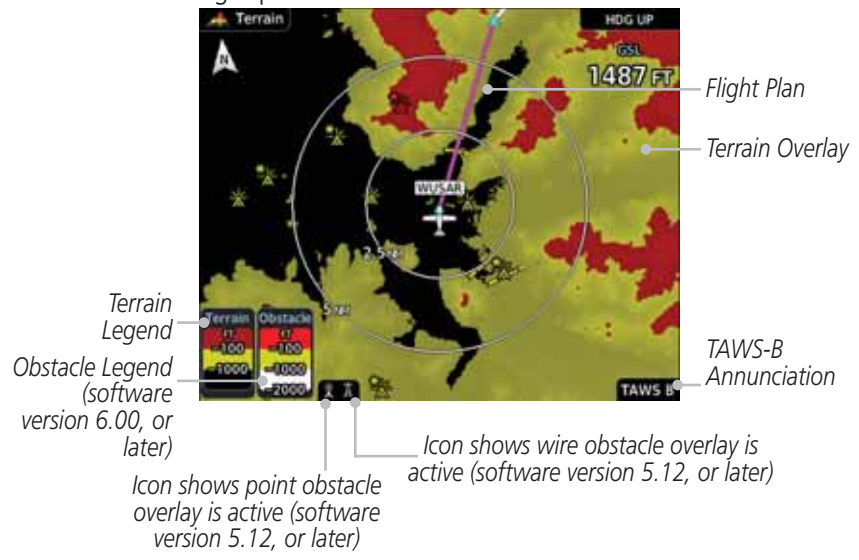 Terrain
HDG UP
N
GSL
1487 FT
Flight Plan
Terrain Overlay
WUSAR
2.5 NM
5 NM
Terrain
Legend
Terrain
FT
-100
-1000
Obstacle
FT
-100
-1000
-2000
Obstacle Legend
(software
version 6.00, or
later)
TAWS-B
Annunciation
TAWS B
Icon shows wire obstacle overlay is
active (software version 5.12, or later)
Icon shows point obstacle
overlay is active (software
version 5.12, or later)